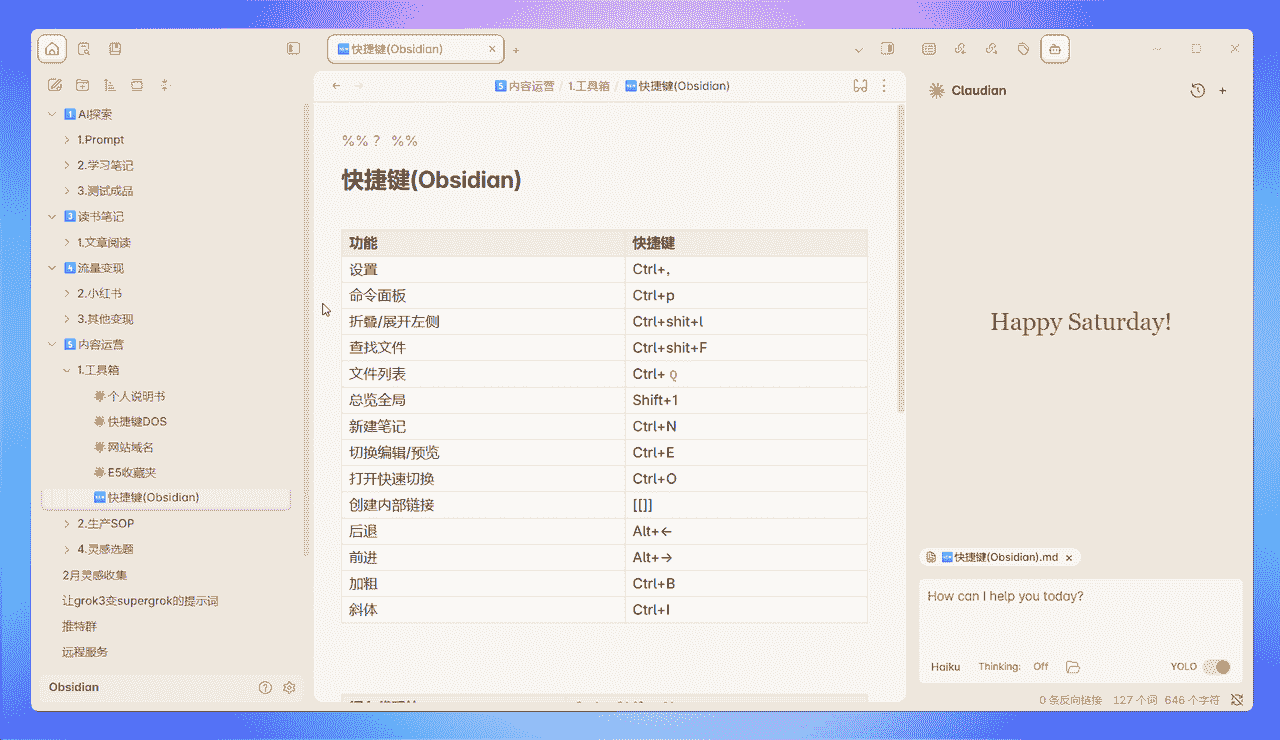 快捷键(Obsidian)
Claudian
5 内容运营 / 1.工具箱 / 快捷键(Obsidian)
1 AI探索
1.Prompt
2.学习笔记
3.测试成品
3 读书笔记
1.文章阅读
4 流量变现
2.小红书
3.其他变现
5 内容运营
1.工具箱
个人说明书
快捷键DOS
网站域名
E5收藏夹
快捷键(Obsidian)
2.生产SOP
4.灵感选题
2月灵感收集
让grok3变supergrok的提示词
推特群
远程服务
Obsidian
%%? %%
快捷键(Obsidian)
功能 快捷键
设置 Ctrl+,
命令面板 Ctrl+p
折叠/展开左侧 Ctrl+shit+l
查找文件 Ctrl+shit+F
文件列表 Ctrl+ Q
总览全局 Shift+1
新建笔记 Ctrl+N
切换编辑/预览 Ctrl+E
打开快速切换 Ctrl+O
创建内部链接 [[]]
后退 Alt+←
前进 Alt+→
加粗 Ctrl+B
斜体 Ctrl+I
Happy Saturday!
快捷键(Obsidian).md
How can I help you today?
Haiku Thinking: Off YOLO
0 条反向链接 127 个词 646 个字符